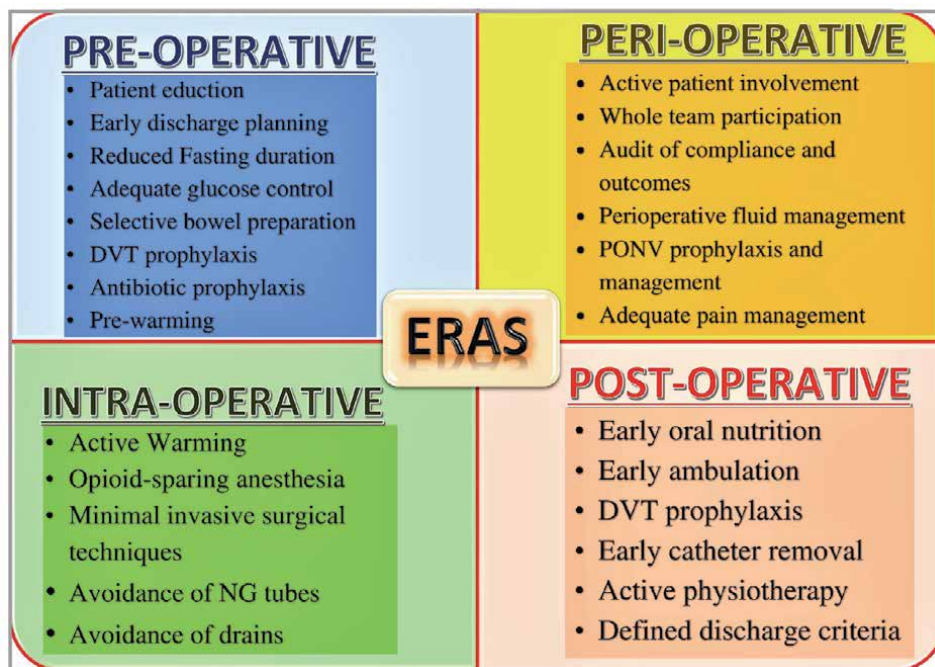 PRE-OPERATIVE
• Patient eduction
• Early discharge planning
• Reduced Fasting duration
• Adequate glucose control
• Selective bowel preparation
• DVT prophylaxis
• Antibiotic prophylaxis
• Pre-warming
PERI-OPERATIVE
• Active patient involvement
• Whole team participation
• Audit of compliance and
outcomes
• Perioperative fluid management
• PONV prophylaxis and
management
• Adequate pain management
ERAS
INTRA-OPERATIVE
• Active Warming
• Opioid-sparing anesthesia
• Minimal invasive surgical
techniques
• Avoidance of NG tubes
• Avoidance of drains
POST-OPERATIVE
• Early oral nutrition
• Early ambulation
• DVT prophylaxis
• Early catheter removal
• Active physiotherapy
• Defined discharge criteria